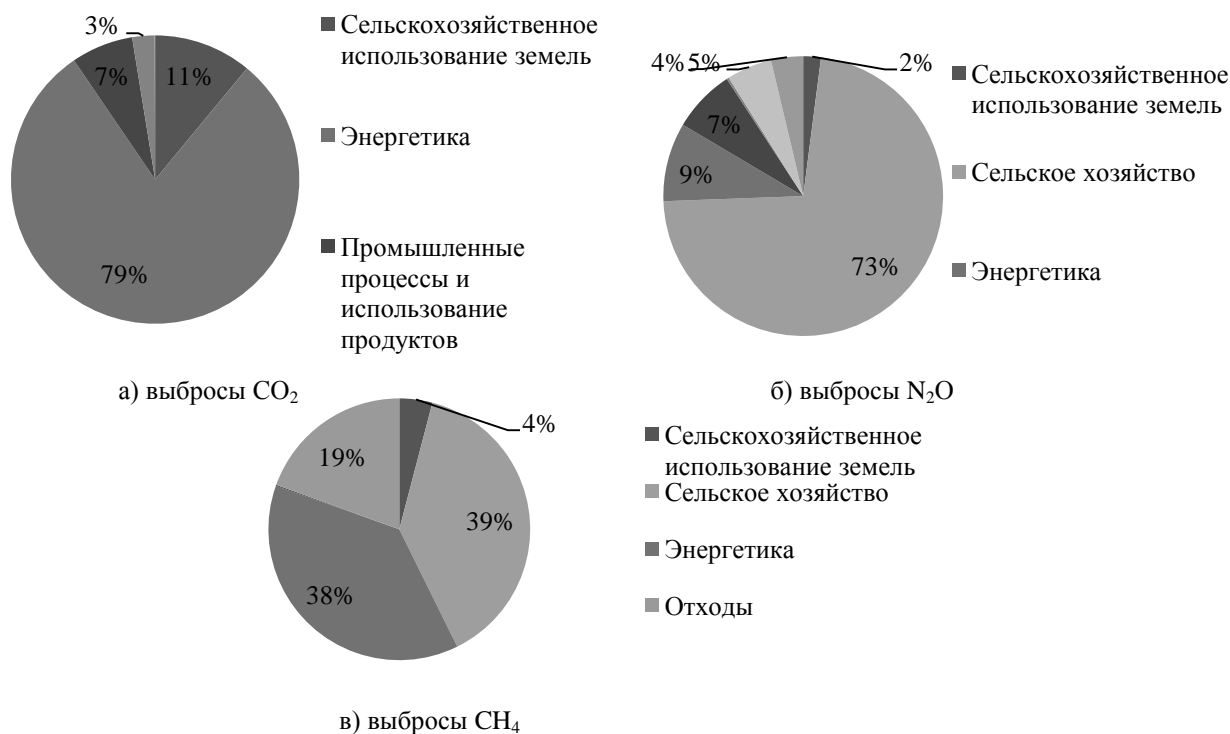 3%
7%
11%
79%
Сельскохозяйственное
использование земель
Энергетика
Промышленные
процессы и
использование
продуктов
а) выбросы CO₂
4%
5%
2%
7%
9%
73%
Сельскохозяйственное
использование земель
Сельское хозяйство
Энергетика
б) выбросы N₂O
4%
19%
39%
38%
Сельскохозяйственное
использование земель
Сельское хозяйство
Энергетика
Отходы
в) выбросы CH₄